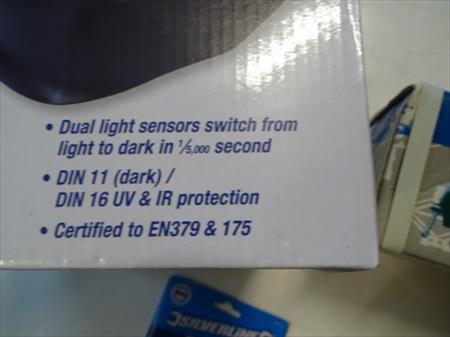 • Dual light sensors switch from
light to dark in 1/5,000 second
• DIN 11 (dark) /
DIN 16 UV & IR protection
• Certified to EN379 & 175
SILVERLINE